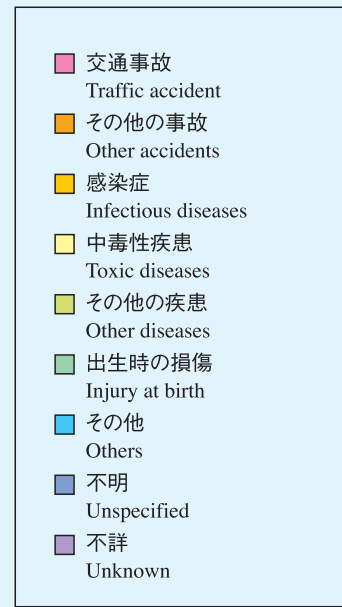 交通事故
Traffic accident
その他の事故
Other accidents
感染症
Infectious diseases
中毒性疾患
Toxic diseases
その他の疾患
Other diseases
出生時の損傷
Injury at birth
その他
Others
不明
Unspecified
不詳
Unknown